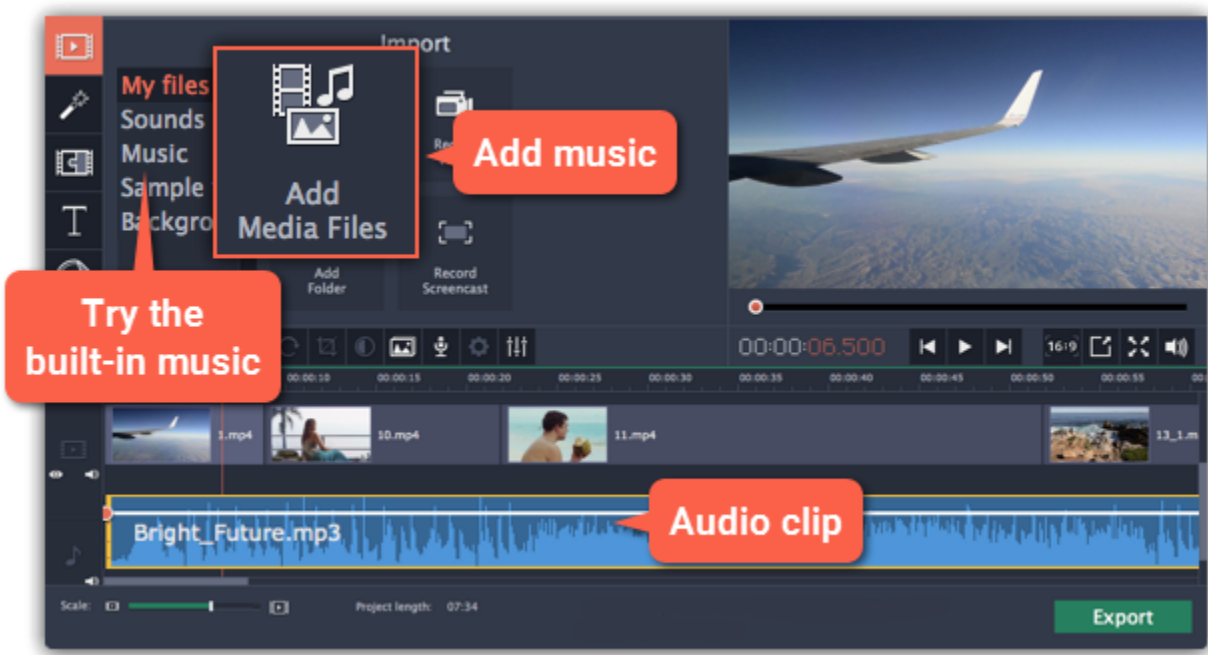 Import
My files
Sounds
Music
Sample
Backgro
Add
Media Files
Add music
Add
Folder
Record
Screencast
Try the
built-in music
00:00:06.500
16:9
00:00:10 00:00:15 00:00:20 00:00:25 00:00:30 00:00:35 00:00:40 00:00:45 00:00:50 00:00:55
1.mp4 10.mp4 11.mp4 13_1.m
Bright_Future.mp3
Audio clip
Scale: Project length: 07:34
Export